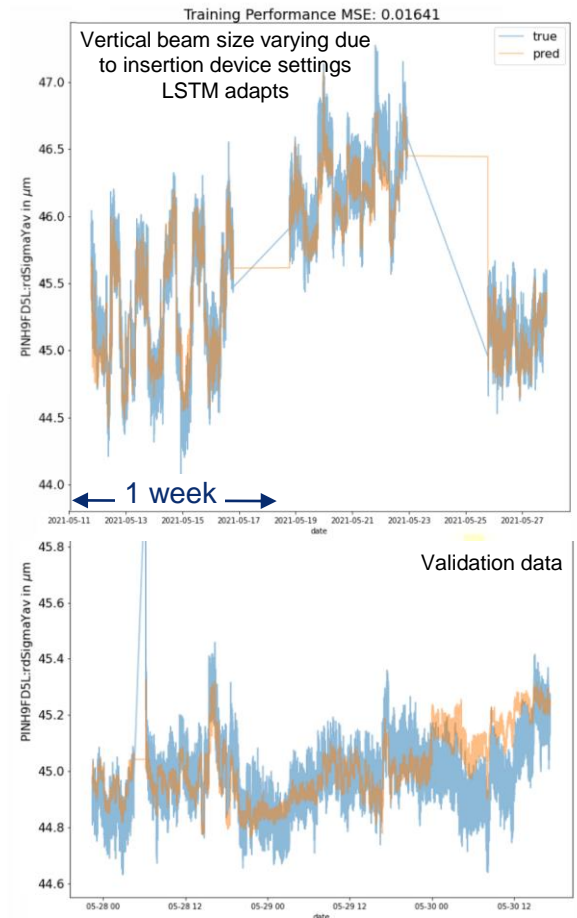 Training Performance MSE: 0.01641
Vertical beam size varying due
to insertion device settings
LSTM adapts
true
pred
47.0
46.5
46.0
45.5
45.0
44.5
44.0
PINH9FD5L:rdSigmaYav in μm
1 week
2021-05-11 2021-05-13 2021-05-15 2021-05-17 2021-05-19 2021-05-21 2021-05-23 2021-05-25 2021-05-27
date
Validation data
45.8
45.6
45.4
45.2
45.0
44.8
44.6
PINH9FD5L:rdSigmaYav in μm
05-28 00 05-28 12 05-29 00 05-29 12 05-30 00 05-30 12
date